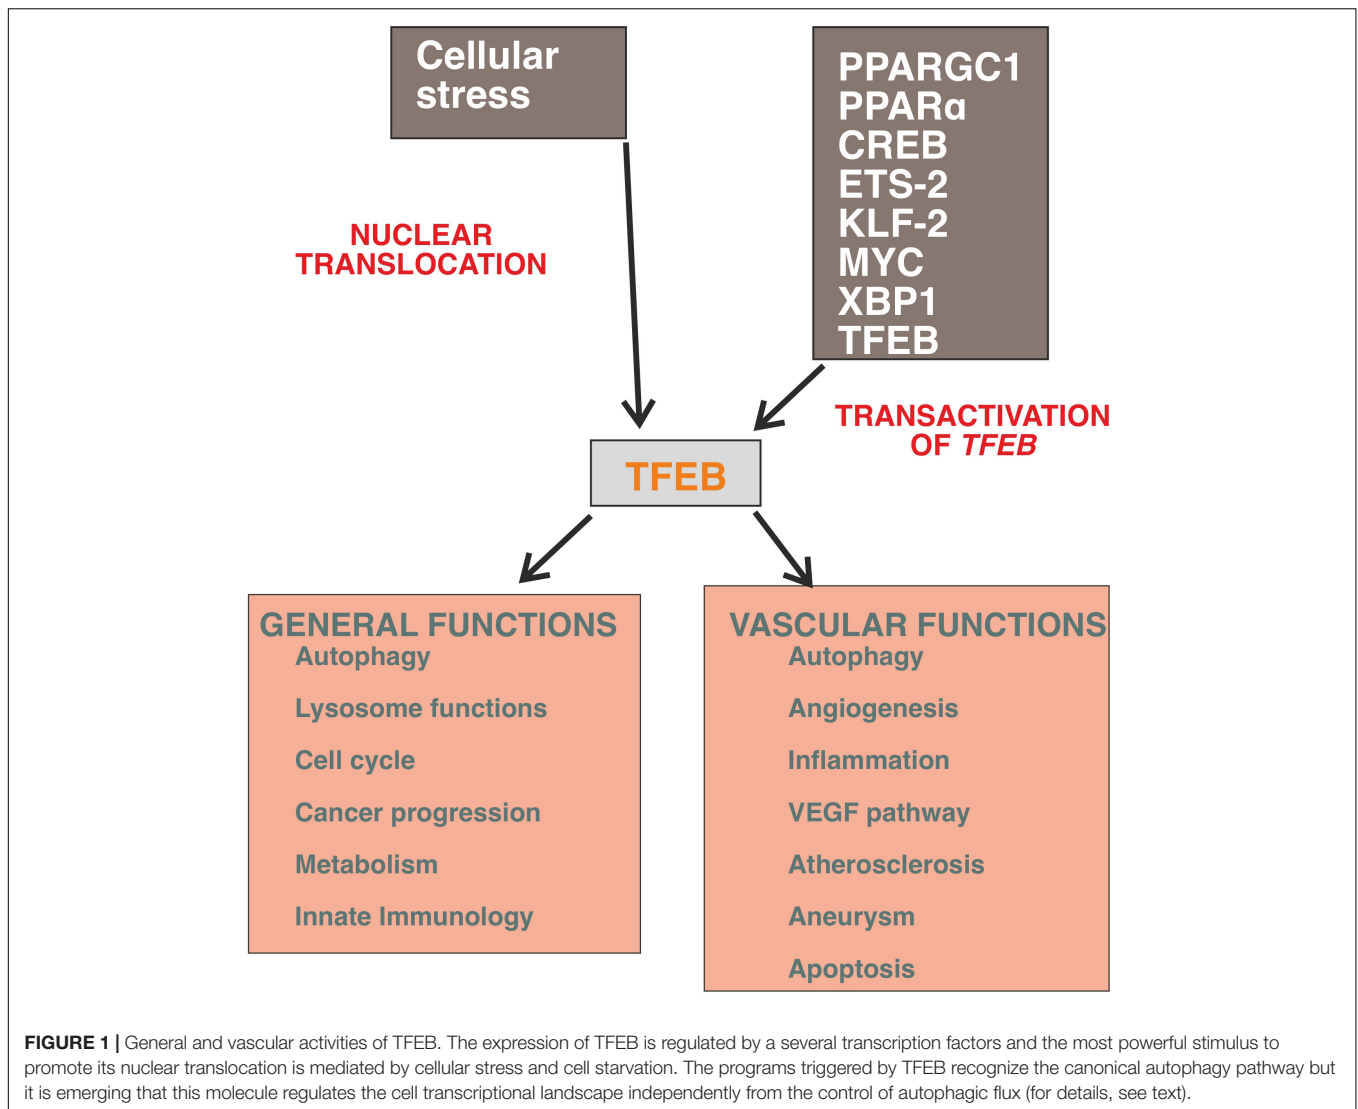 Cellular
stress
PPARGC1
PPARα
CREB
ETS-2
KLF-2
MYC
XBP1
TFEB
NUCLEAR
TRANSLOCATION
TRANSACTIVATION
OF TFEB
TFEB
GENERAL FUNCTIONS
Autophagy
Lysosome functions
Cell cycle
Cancer progression
Metabolism
Innate Immunology
VASCULAR FUNCTIONS
Autophagy
Angiogenesis
Inflammation
VEGF pathway
Atherosclerosis
Aneurysm
Apoptosis
FIGURE 1 | General and vascular activities of TFEB. The expression of TFEB is regulated by a several transcription factors and the most powerful stimulus to
promote its nuclear translocation is mediated by cellular stress and cell starvation. The programs triggered by TFEB recognize the canonical autophagy pathway but
it is emerging that this molecule regulates the cell transcriptional landscape independently from the control of autophagic flux (for details, see text).